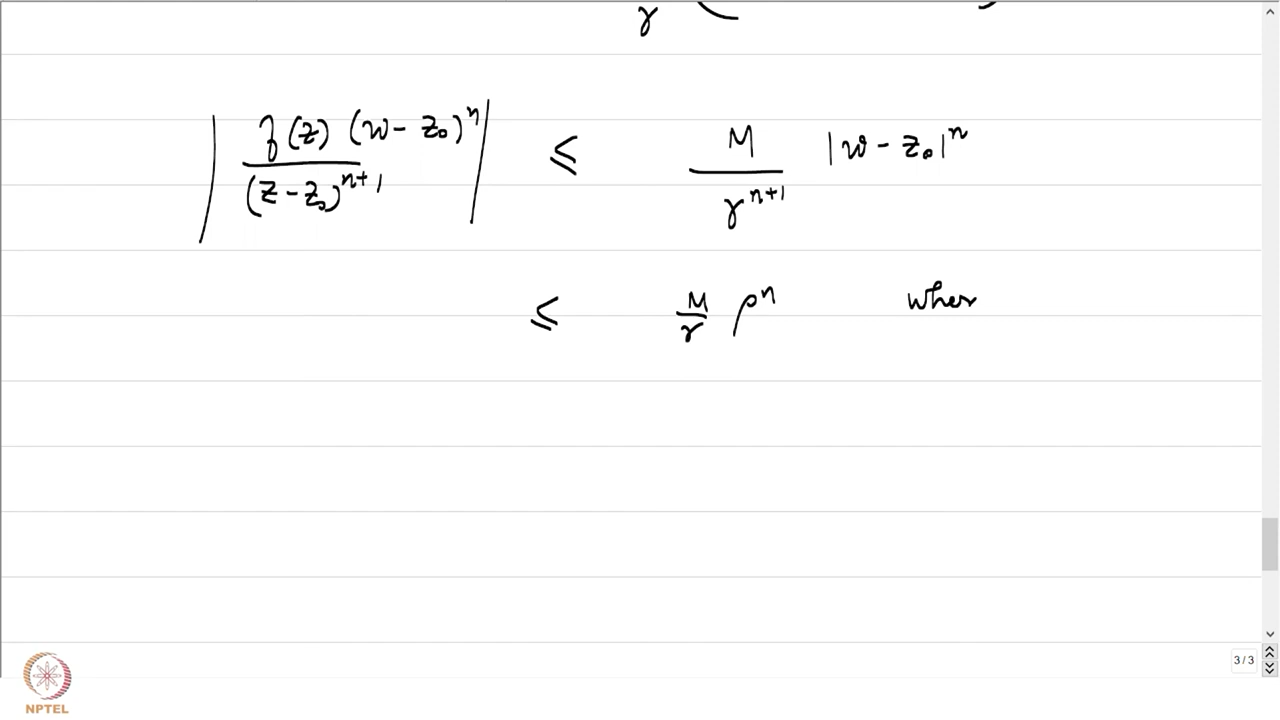 γ
| f(z) (w - z₀)ⁿ / (z - z₀)ⁿ⁺¹ | ≤ M / rⁿ⁺¹ |w - z₀|ⁿ
≤ M/r ρⁿ wher
3 / 3
NPTEL